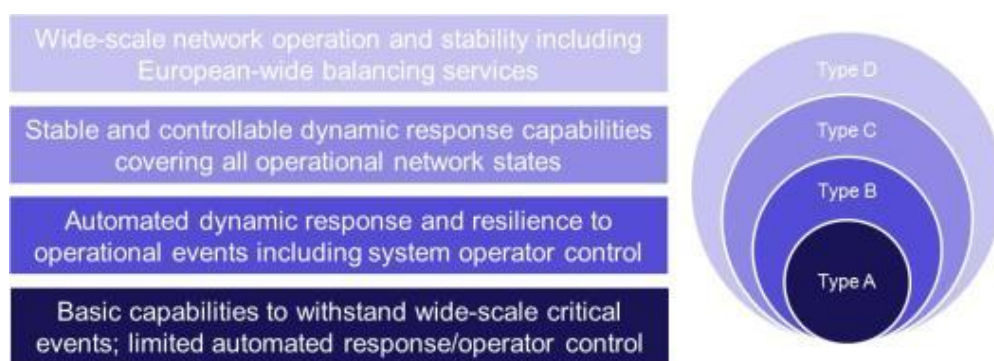 Wide-scale network operation and stability including
European-wide balancing services
Stable and controllable dynamic response capabilities
covering all operational network states
Automated dynamic response and resilience to
operational events including system operator control
Basic capabilities to withstand wide-scale critical
events; limited automated response/operator control
Type D
Type C
Type B
Type A